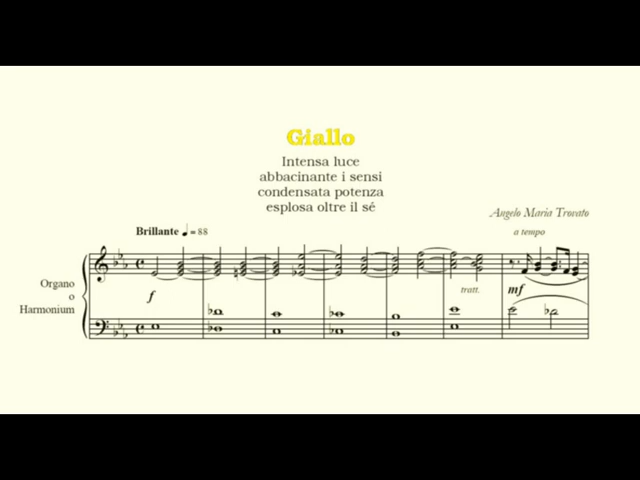 Giallo
Intensa luce
abbacinante i sensi
condensata potenza
esplosa oltre il sé
Angelo Maria Trovato
Brillante ♩ = 88
a tempo
Organo
o
Harmonium
f
tratt.
mf